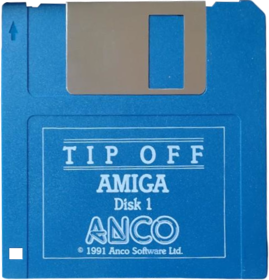 TIP OFF
AMIGA
Disk 1
ANCO
© 1991 Anco Software Ltd.